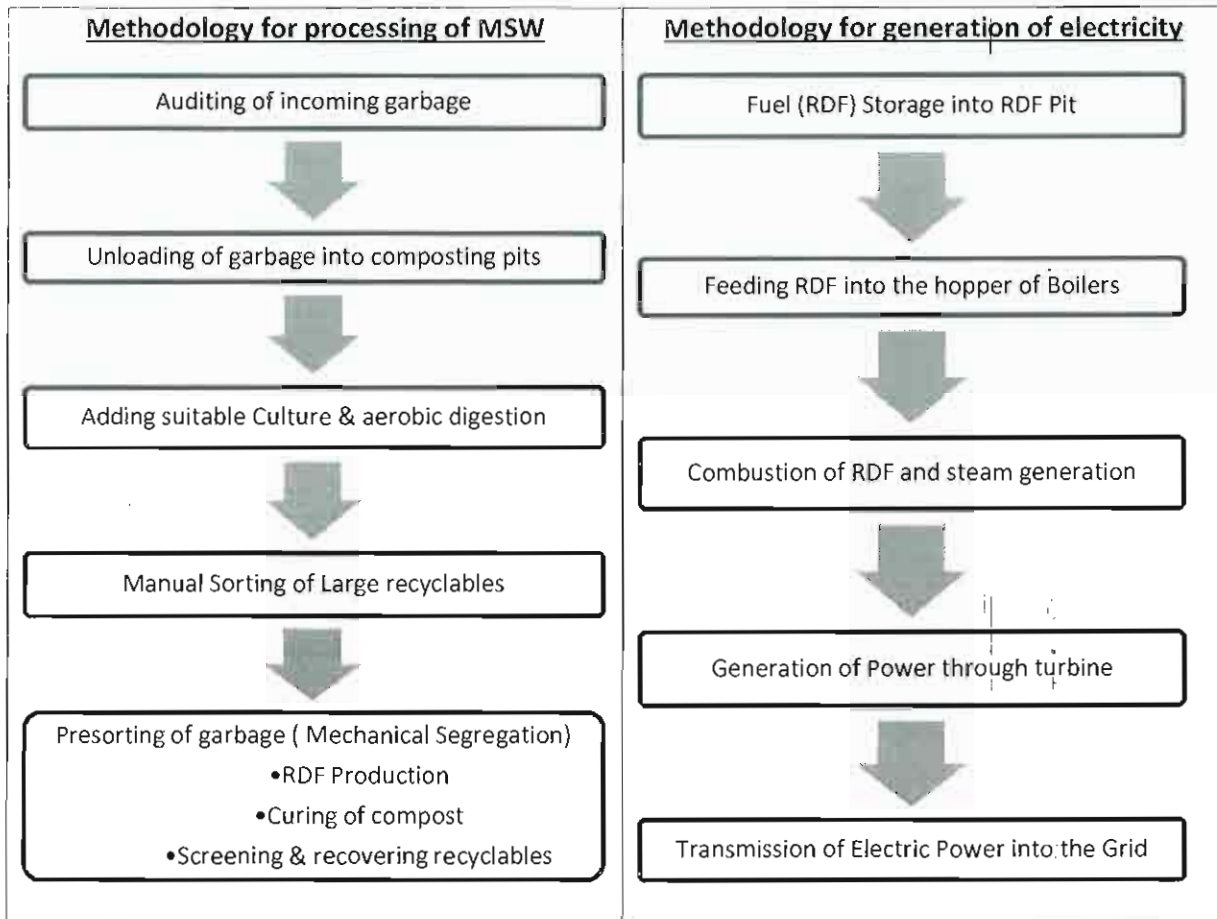 Methodology for processing of MSW
Auditing of incoming garbage
Unloading of garbage into composting pits
Adding suitable Culture & aerobic digestion
Manual Sorting of Large recyclables
Presorting of garbage ( Mechanical Segregation)
•RDF Production
•Curing of compost
•Screening & recovering recyclables
Methodology for generation of electricity
Fuel (RDF) Storage into RDF Pit
Feeding RDF into the hopper of Boilers
Combustion of RDF and steam generation
Generation of Power through turbine
Transmission of Electric Power into the Grid